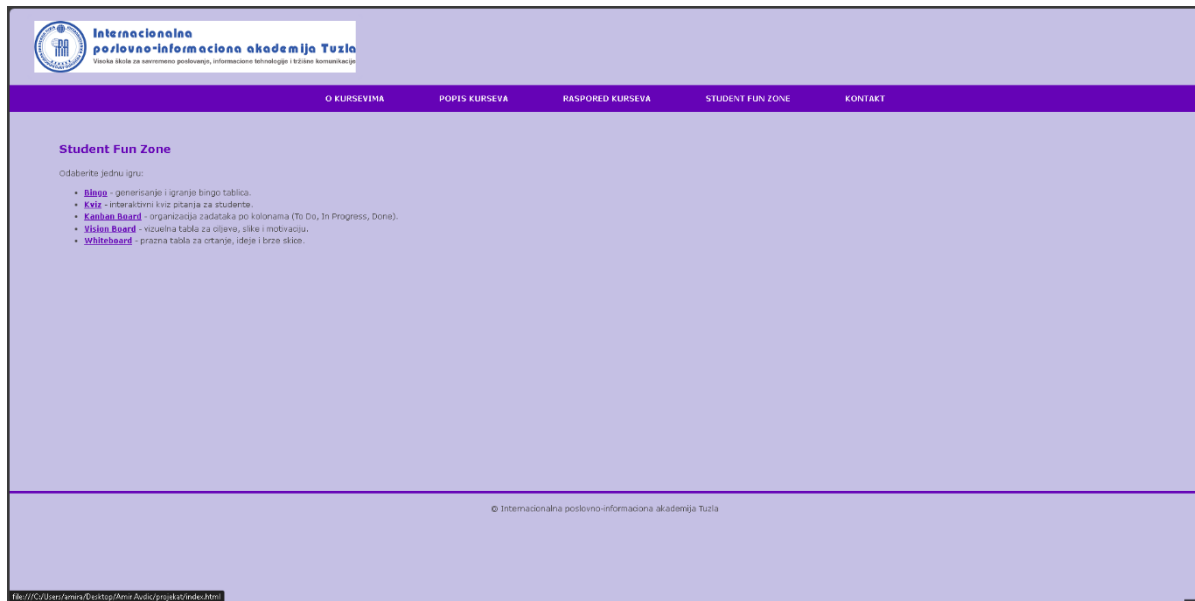 Internacionalna
poslovno-informaciona akademija Tuzla
Visoka škola za savremeno poslovanje, informacione tehnologije i tržišne komunikacije
O KURSEVIMA
POPIS KURSEVA
RASPORED KURSEVA
STUDENT FUN ZONE
KONTAKT
Student Fun Zone
Odaberite jednu igru:
• Bingo - generisanje i igranje bingo tablica.
• Kviz - interaktivni kviz pitanja za studente.
• Kanban Board - organizacija zadataka po kolonama (To Do, In Progress, Done).
• Vision Board - vizuelna tabla za ciljeve, slike i motivaciju.
• Whiteboard - prazna tabla za crtanje, ideje i brze skice.
© Internacionalna poslovno-informaciona akademija Tuzla
file:///C:/Users/amira/Desktop/Amir Avdic/projekat/index.html